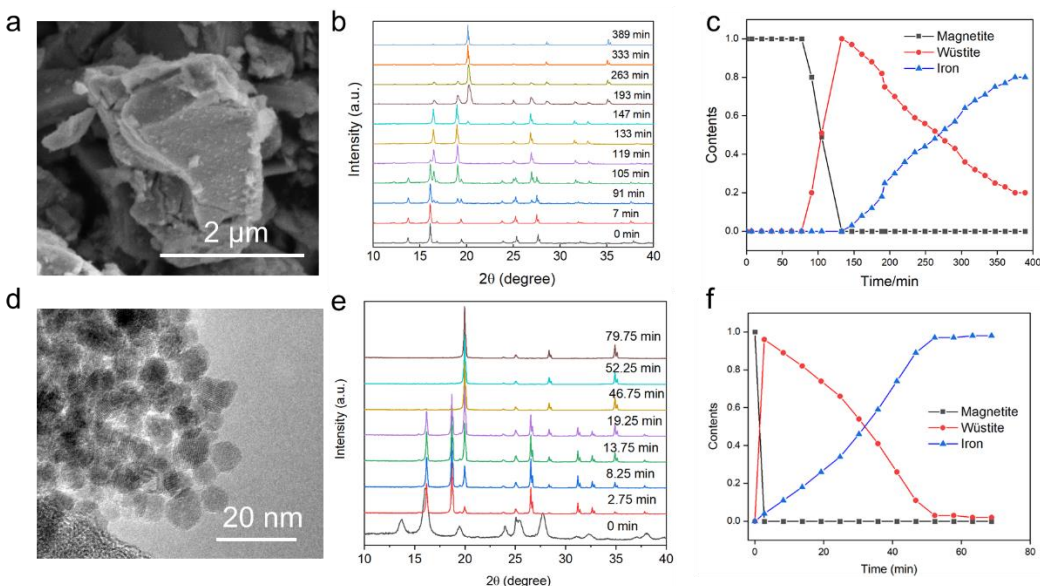 a
2 μm
b
389 min
333 min
263 min
193 min
147 min
133 min
119 min
105 min
91 min
7 min
0 min
Intensity (a.u.)
10 15 20 25 30 35 40
2θ (degree)
c
Magnetite
Wüstite
Iron
Contents
1.0
0.8
0.6
0.4
0.2
0.0
0 50 100 150 200 250 300 350 400
Time/min
d
20 nm
e
79.75 min
52.25 min
46.75 min
19.25 min
13.75 min
8.25 min
2.75 min
0 min
Intensity (a.u.)
10 15 20 25 30 35 40
2θ (degree)
f
Magnetite
Wüstite
Iron
Contents
1.0
0.8
0.6
0.4
0.2
0.0
0 20 40 60 80
Time (min)